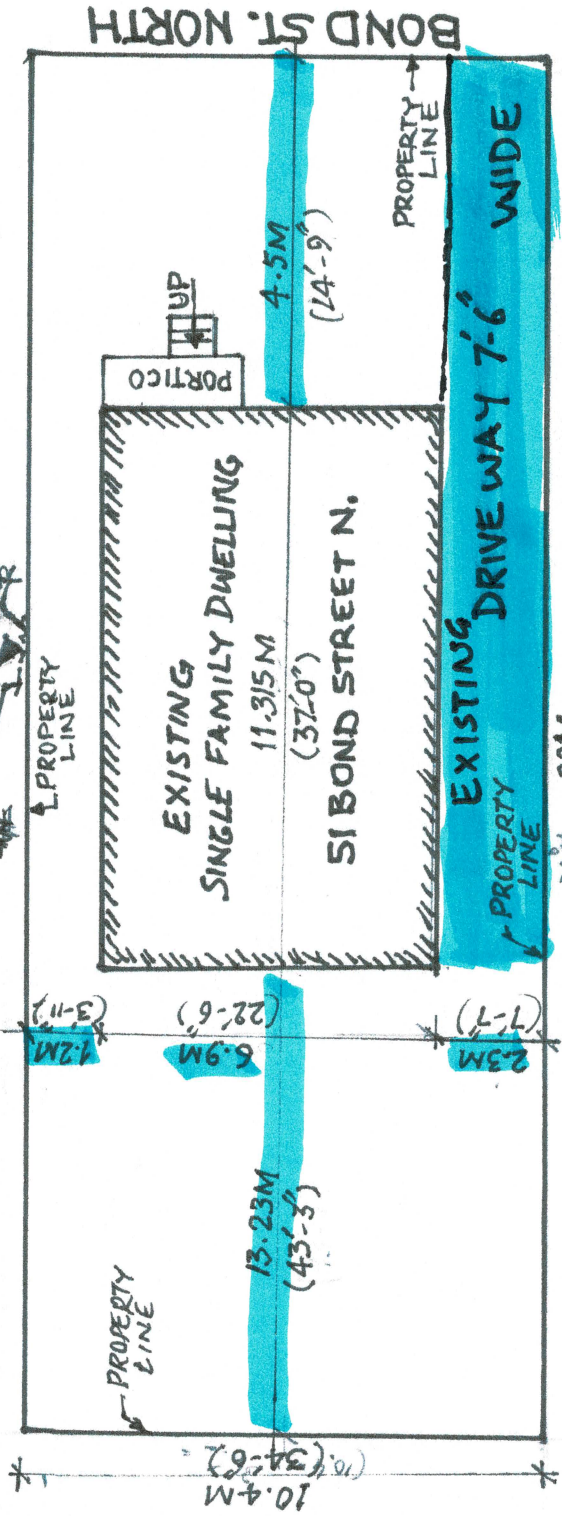 BOND ST. NORTH
PROPERTY
LINE
PROPERTY
LINE
UP
PORTICO
4.5M
(14'-9")
EXISTING
SINGLE FAMILY DWELLING
11.315M
(37'-0")
51 BOND STREET N.
EXISTING
DRIVE WAY 7'-6" WIDE
PROPERTY
LINE
1.2M
(3'-11")
6.9M
(22'-6")
2.3M
(7'-7")
13.23M
(43'-3")
PROPERTY
LINE
10.4M
(34'-6")